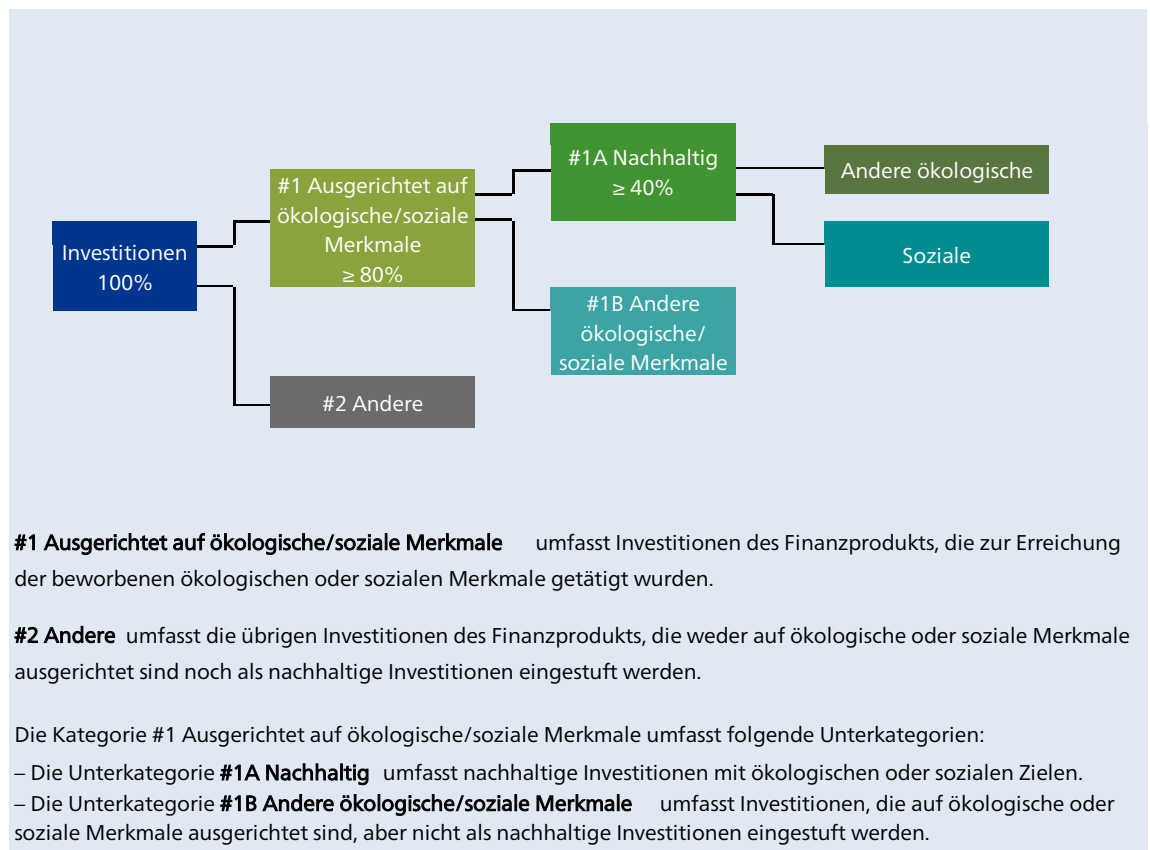 Investitionen
100%
#1 Ausgerichtet auf
ökologische/soziale
Merkmale
≥ 80%
#2 Andere
#1A Nachhaltig
≥ 40%
#1B Andere
ökologische/
soziale Merkmale
Andere ökologische
Soziale
#1 Ausgerichtet auf ökologische/soziale Merkmale umfasst Investitionen des Finanzprodukts, die zur Erreichung
der beworbenen ökologischen oder sozialen Merkmale getätigt wurden.
#2 Andere umfasst die übrigen Investitionen des Finanzprodukts, die weder auf ökologische oder soziale Merkmale
ausgerichtet sind noch als nachhaltige Investitionen eingestuft werden.
Die Kategorie #1 Ausgerichtet auf ökologische/soziale Merkmale umfasst folgende Unterkategorien:
– Die Unterkategorie #1A Nachhaltig umfasst nachhaltige Investitionen mit ökologischen oder sozialen Zielen.
– Die Unterkategorie #1B Andere ökologische/soziale Merkmale umfasst Investitionen, die auf ökologische oder
soziale Merkmale ausgerichtet sind, aber nicht als nachhaltige Investitionen eingestuft werden.